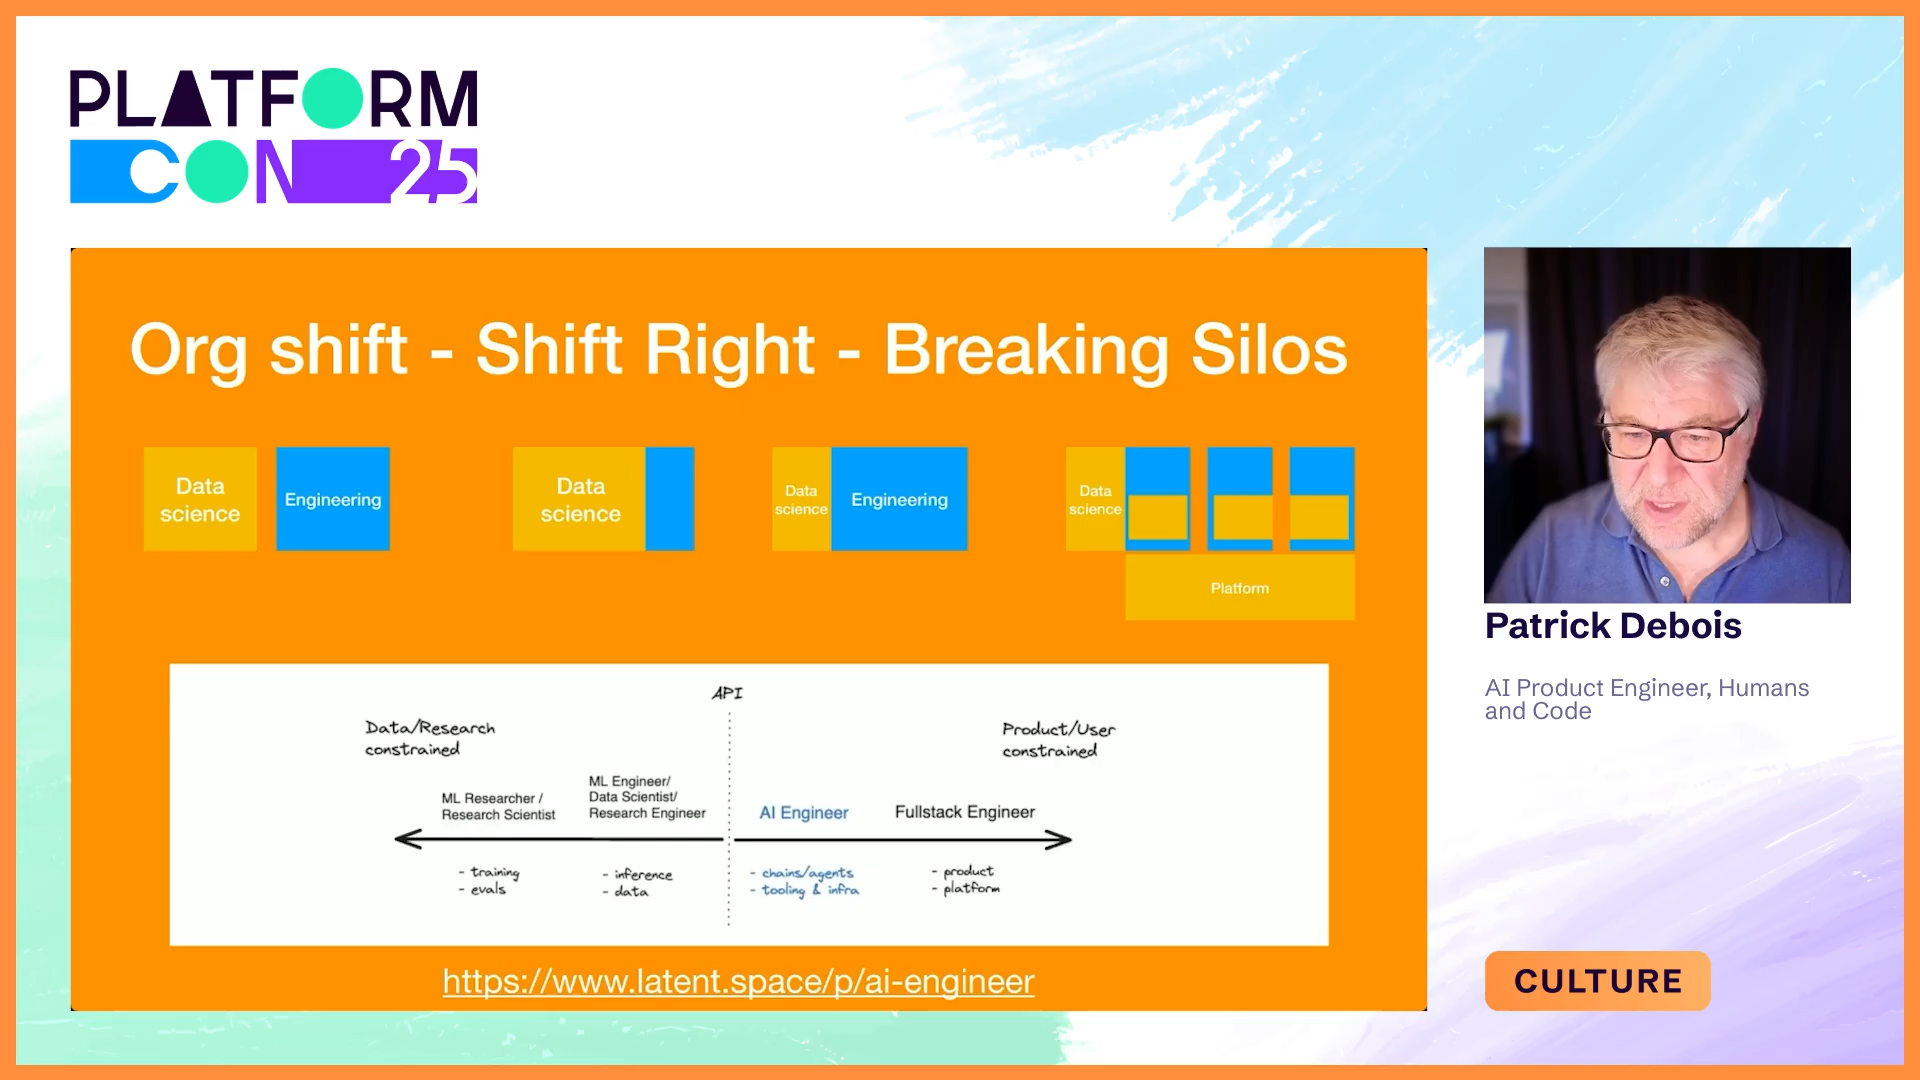 PLATFORM
CON 25
Org shift - Shift Right - Breaking Silos
Data
science
Engineering
Data
science
Data
science
Engineering
Data
science
Platform
API
Data/Research
constrained
Product/User
constrained
ML Researcher /
Research Scientist
ML Engineer/
Data Scientist/
Research Engineer
AI Engineer
Fullstack Engineer
- training
- evals
- inference
- data
- chains/agents
- tooling & infra
- product
- platform
https://www.latent.space/p/ai-engineer
Patrick Debois
AI Product Engineer, Humans
and Code
CULTURE